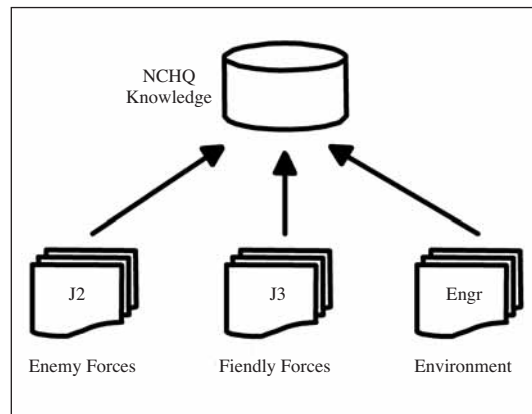 NCHQ
Knowledge
J2
J3
Engr
Enemy Forces
Fiendly Forces
Environment